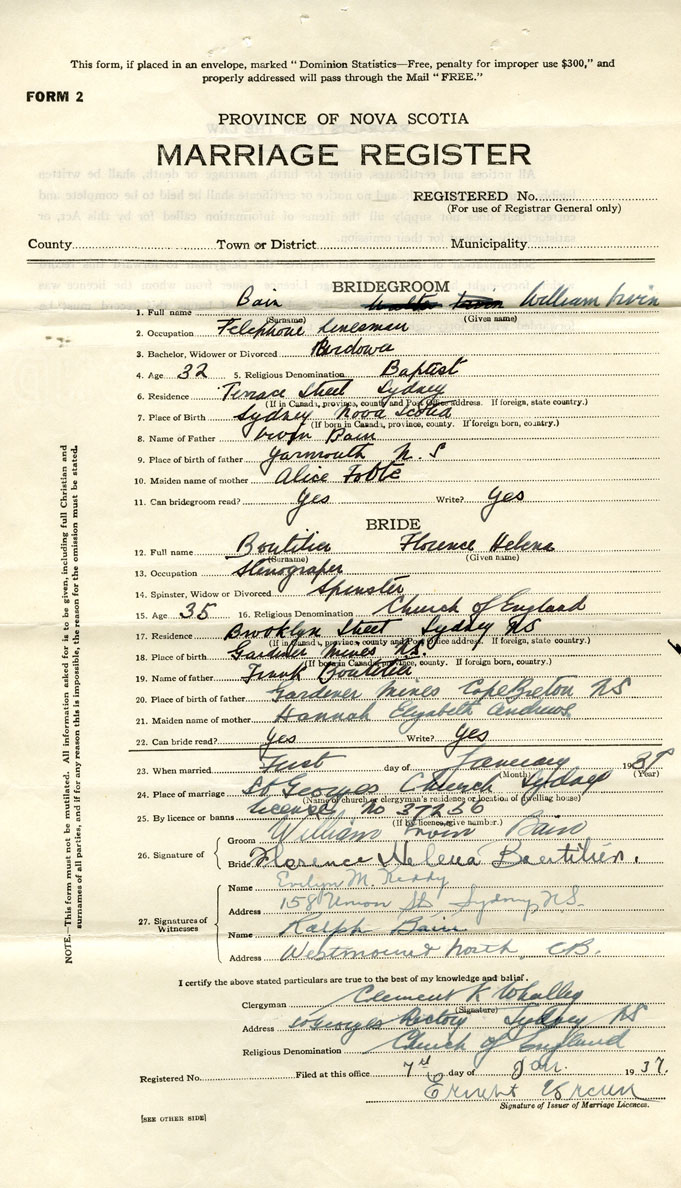 This form, if placed in an envelope, marked "Dominion Statistics—Free, penalty for improper use $300," and
properly addressed will pass through the Mail "FREE."
FORM 2
PROVINCE OF NOVA SCOTIA
MARRIAGE REGISTER
REGISTERED No.
(For use of Registrar General only)
County Town or District Municipality
BRIDEGROOM
1. Full name Bain William Irvin
(Surname) (Given name)
2. Occupation Telephone Linesman
3. Bachelor, Widower or Divorced
4. Age 32 5. Religious Denomination Baptist
6. Residence Terrace Street Sydney
(If in Canada, province, county and Post Office address. If foreign, state country.)
7. Place of Birth Sydney Nova Scotia
(If born in Canada, province, county. If foreign born, country.)
8. Name of Father Irvin Bain
9. Place of birth of father Yarmouth N.S
10. Maiden name of mother Alice
11. Can bridegroom read? Yes Write? Yes
BRIDE
12. Full name Boutilier Florence Helena
(Surname) (Given name)
13. Occupation Stenograper
14. Spinster, Widow or Divorced Spinster
15. Age 35 16. Religious Denomination Church of England
17. Residence Brooklyn Street Sydney NS
(If in Canada, province, county and Post Office address. If foreign, state country.)
18. Place of birth Gardener Mines NS.
(If born in Canada, province, county. If foreign born, country.)
19. Name of father Frank Boutilier
20. Place of birth of father Gardener Mines Cape Breton NS
21. Maiden name of mother Hannah Elizabeth Andrews
22. Can bride read? Yes Write? Yes
23. When married First day of January 1937
(Month) (Year)
24. Place of marriage St Georges Church Sydney
(Name of church or clergyman's residence or location of dwelling house)
25. By licence or banns License No 37256
(If by licence, give number.)
26. Signature of
Groom William Irvin Bain
Bride Florence Helena Boutilier.
27. Signatures of Witnesses
Name Evelyn M. Reddy
Address 158 Union St Sydney N.S.
Name Ralph Bain
Address Westmount North C.B.
I certify the above stated particulars are true to the best of my knowledge and belief.
Clergyman Clement K Whalley
(Signature)
Address St Georges Rectory Sydney NS
Religious Denomination Church of England
Registered No. Filed at this office 7th day of Jan. 1937.
Ernest
Signature of Issuer of Marriage Licences.
[SEE OTHER SIDE]
NOTE.—This form must not be mutilated. All information asked for is to be given, including full Christian and
surnames of all parties, and if for any reason this is impossible, the reason for the omission must be stated.